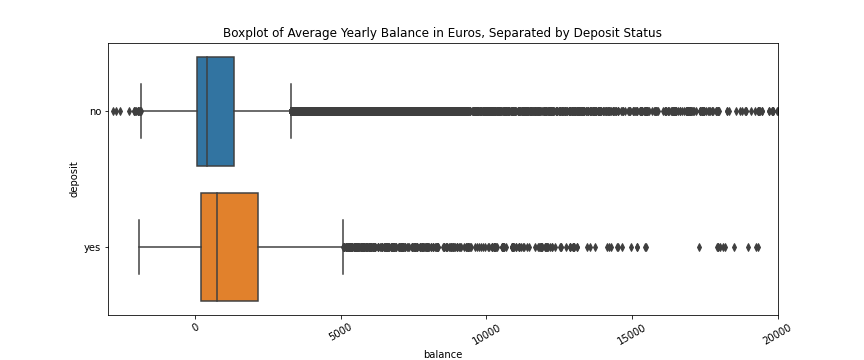 Boxplot of Average Yearly Balance in Euros, Separated by Deposit Status
no
deposit
yes
0
5000
10000
15000
20000
balance